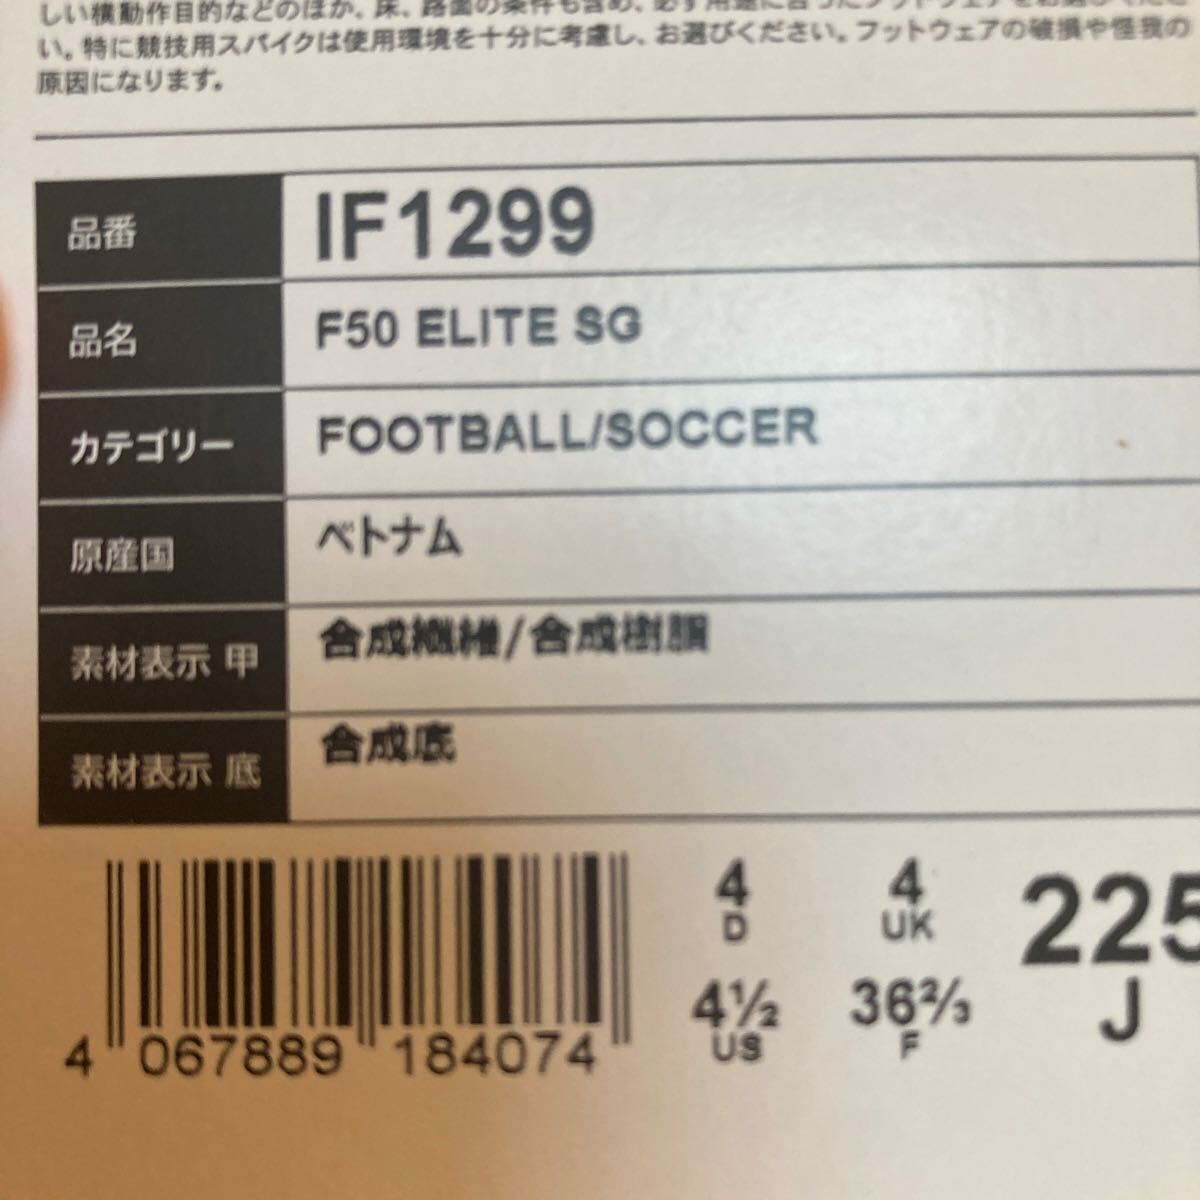 しい横動作目的などのほか、床、路面の条件も含め、必ず用途に合ったフットウェアをお選びくださ
い。特に競技用スパイクは使用環境を十分に考慮し、お選びください。フットウェアの破損や怪我の
原因になります。
品番 IF1299
品名 F50 ELITE SG
カテゴリー FOOTBALL/SOCCER
原産国 ベトナム
素材表示 甲 合成繊維/合成樹脂
素材表示 底 合成底
4 D 4 UK 225 J
4½ US 36⅔ F
4 067889 184074